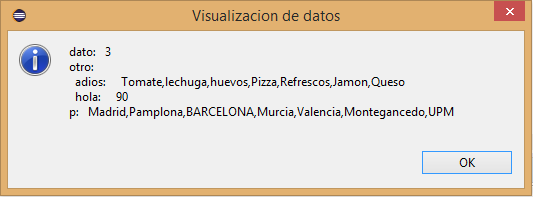 Visualizacion de datos
dato: 3
otro:
adios: Tomate,lechuga,huevos,Pizza,Refrescos,Jamon,Queso
hola: 90
p: Madrid,Pamplona,BARCELONA,Murcia,Valencia,Montegancedo,UPM
OK